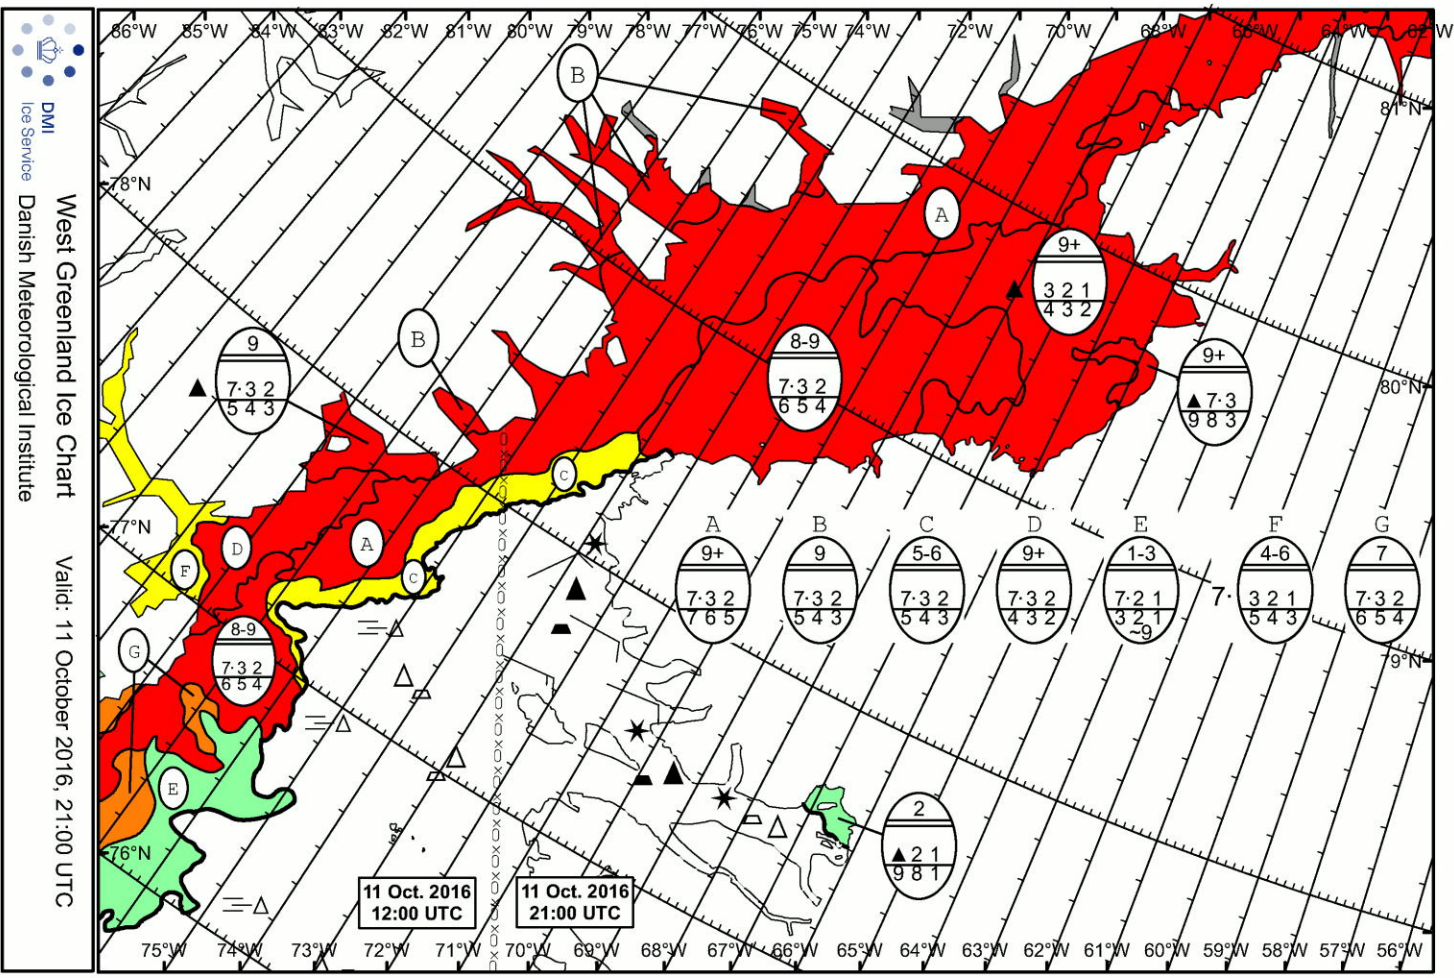 DMI
Ice Service
Danish Meteorological Institute
West Greenland Ice Chart
Valid: 11 October 2016, 21:00 UTC
86°W 85°W 84°W 83°W 82°W 81°W 80°W 79°W 78°W 77°W 76°W 75°W 74°W 72°W 70°W 68°W 66°W 64°W 62°W
81°N
78°N
80°N
77°N
79°N
76°N
B
A
9+
3 2 1
4 3 2
B
9
7·3 2
5 4 3
8-9
7·3 2
6 5 4
9+
▲ 7·3
9 8 3
C
D
A
F
C
A B C D E F G
9+
7·3 2
7 6 5
9
7·3 2
5 4 3
5-6
7·3 2
5 4 3
9+
7·3 2
4 3 2
1-3
7·2 1
3 2 1
~9
4-6
7· 3 2 1
5 4 3
7
7·3 2
6 5 4
8-9
7·3 2
6 5 4
G
E
2
▲ 2 1
9 8 1
11 Oct. 2016
12:00 UTC
11 Oct. 2016
21:00 UTC
75°W 74°W 73°W 72°W 71°W 70°W 69°W 68°W 67°W 66°W 65°W 64°W 63°W 62°W 61°W 60°W 59°W 58°W 57°W 56°W